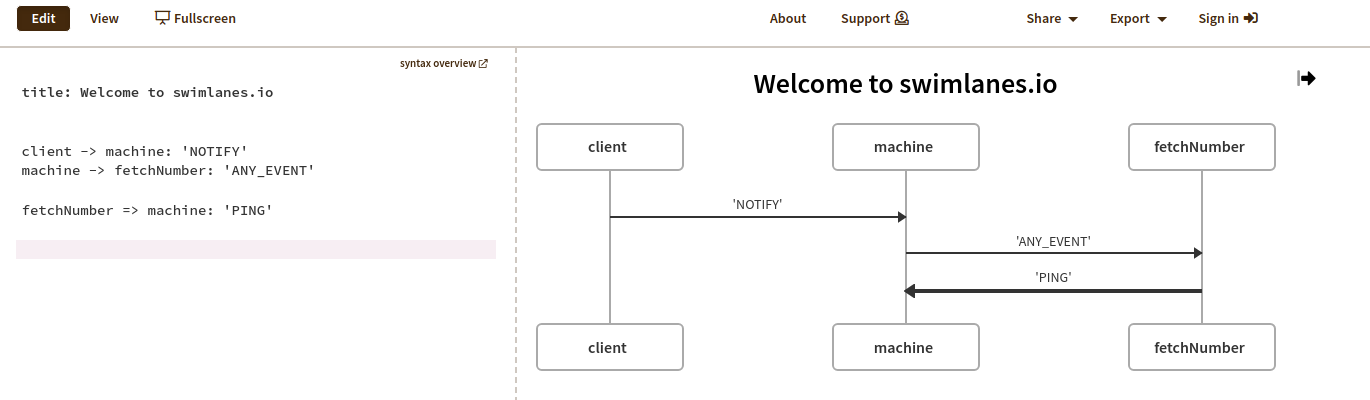 Edit View Fullscreen About Support Share Export Sign in
syntax overview
title: Welcome to swimlanes.io
client -> machine: 'NOTIFY'
machine -> fetchNumber: 'ANY_EVENT'
fetchNumber => machine: 'PING'
Welcome to swimlanes.io
client machine fetchNumber
'NOTIFY'
'ANY_EVENT'
'PING'
client machine fetchNumber